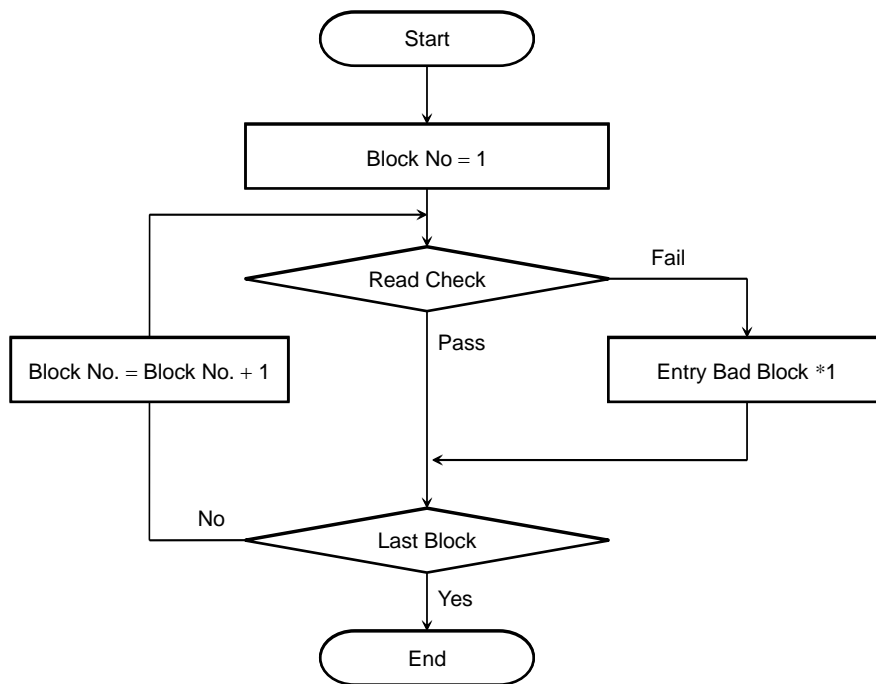 Start
Block No = 1
Read Check
Fail
Pass
Block No. = Block No. + 1
Entry Bad Block *1
No
Last Block
Yes
End